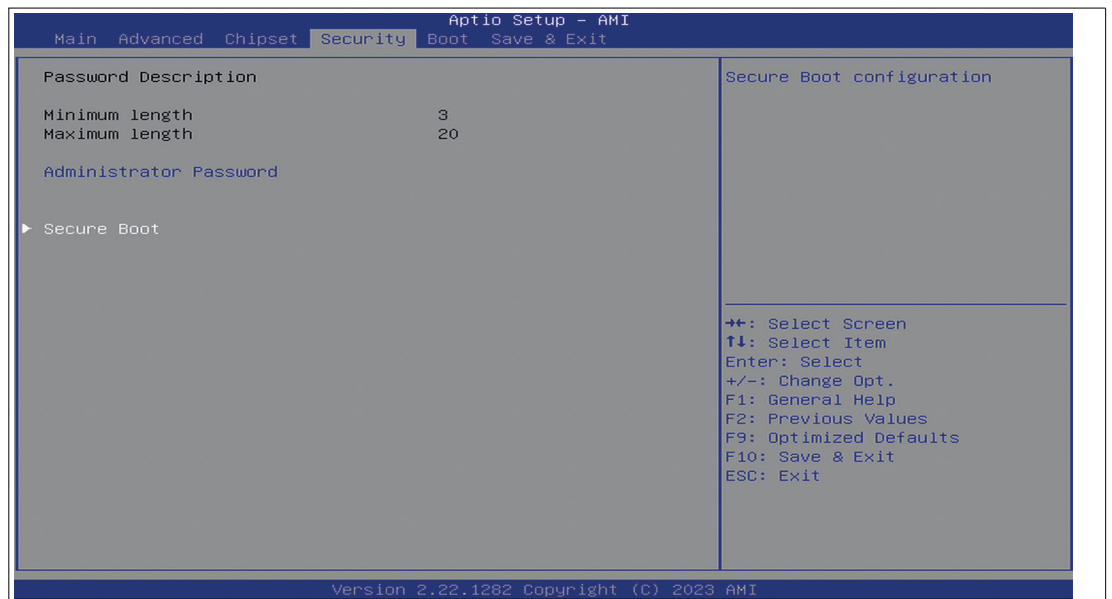 Aptio Setup – AMI
Main Advanced Chipset Security Boot Save & Exit
Password Description
Minimum length 3
Maximum length 20
Administrator Password
▶ Secure Boot
Secure Boot configuration
→←: Select Screen
↑↓: Select Item
Enter: Select
+/-: Change Opt.
F1: General Help
F2: Previous Values
F9: Optimized Defaults
F10: Save & Exit
ESC: Exit
Version 2.22.1282 Copyright (C) 2023 AMI